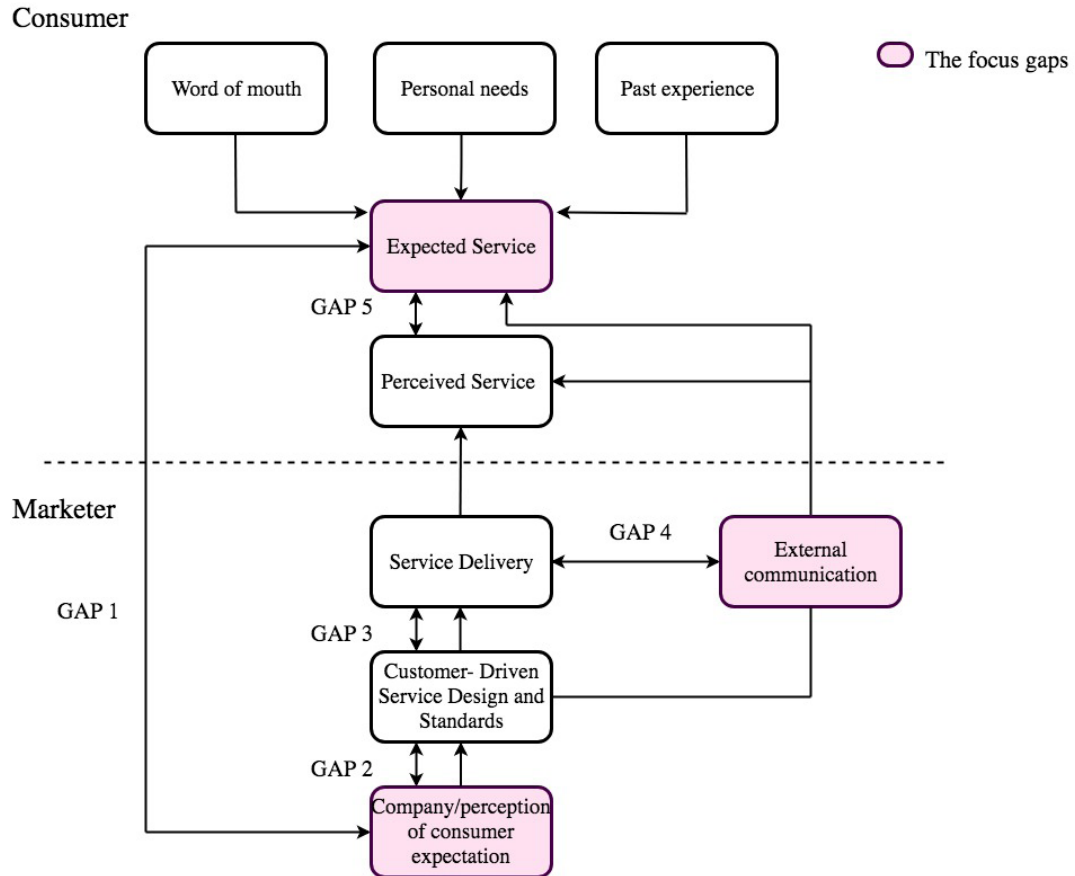 Consumer
The focus gaps
Word of mouth
Personal needs
Past experience
Expected Service
GAP 5
Perceived Service
Marketer
GAP 4
Service Delivery
External
communication
GAP 1
GAP 3
Customer- Driven
Service Design and
Standards
GAP 2
Company/perception
of consumer
expectation